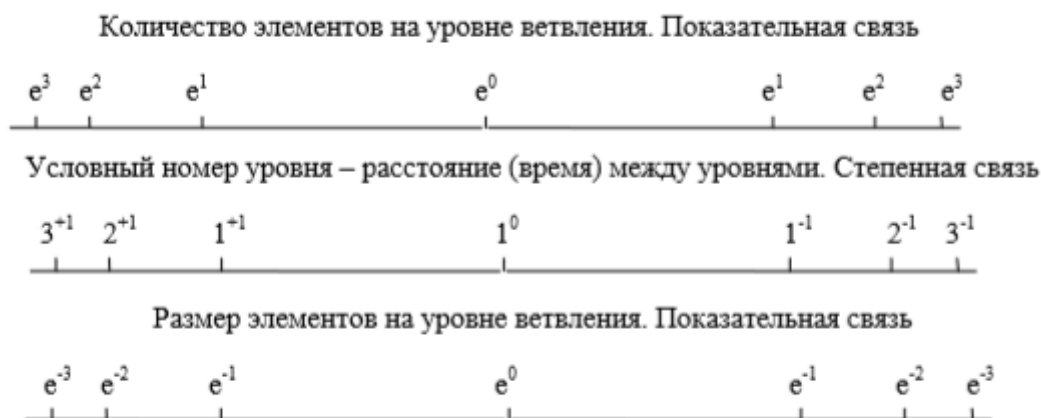 Количество элементов на уровне ветвления. Показательная связь
e³ e² e¹ e⁰ e¹ e² e³
Условный номер уровня – расстояние (время) между уровнями. Степенная связь
3⁺¹ 2⁺¹ 1⁺¹ 1⁰ 1⁻¹ 2⁻¹ 3⁻¹
Размер элементов на уровне ветвления. Показательная связь
e⁻³ e⁻² e⁻¹ e⁰ e⁻¹ e⁻² e⁻³